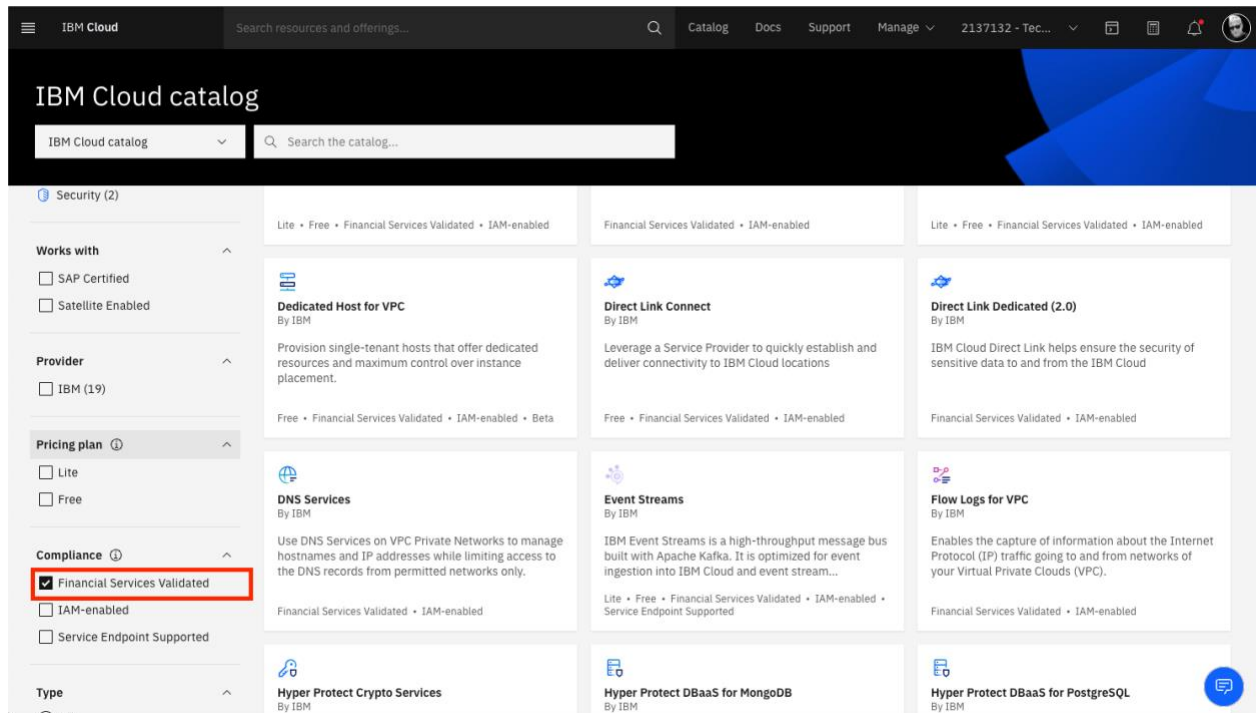 IBM Cloud
Search resources and offerings...
Catalog
Docs
Support
Manage
2137132 - Tec...
IBM Cloud catalog
IBM Cloud catalog
Search the catalog...
Security (2)
Works with
SAP Certified
Satellite Enabled
Provider
IBM (19)
Pricing plan
Lite
Free
Compliance
Financial Services Validated
IAM-enabled
Service Endpoint Supported
Type
Lite • Free • Financial Services Validated • IAM-enabled
Financial Services Validated • IAM-enabled
Lite • Free • Financial Services Validated • IAM-enabled
Dedicated Host for VPC
By IBM
Provision single-tenant hosts that offer dedicated
resources and maximum control over instance
placement.
Free • Financial Services Validated • IAM-enabled • Beta
Direct Link Connect
By IBM
Leverage a Service Provider to quickly establish and
deliver connectivity to IBM Cloud locations
Free • Financial Services Validated • IAM-enabled
Direct Link Dedicated (2.0)
By IBM
IBM Cloud Direct Link helps ensure the security of
sensitive data to and from the IBM Cloud
Financial Services Validated • IAM-enabled
DNS Services
By IBM
Use DNS Services on VPC Private Networks to manage
hostnames and IP addresses while limiting access to
the DNS records from permitted networks only.
Financial Services Validated • IAM-enabled
Event Streams
By IBM
IBM Event Streams is a high-throughput message bus
built with Apache Kafka. It is optimized for event
ingestion into IBM Cloud and event stream...
Lite • Free • Financial Services Validated • IAM-enabled •
Service Endpoint Supported
Flow Logs for VPC
By IBM
Enables the capture of information about the Internet
Protocol (IP) traffic going to and from networks of
your Virtual Private Clouds (VPC).
Financial Services Validated • IAM-enabled
Hyper Protect Crypto Services
By IBM
Hyper Protect DBaaS for MongoDB
By IBM
Hyper Protect DBaaS for PostgreSQL
By IBM